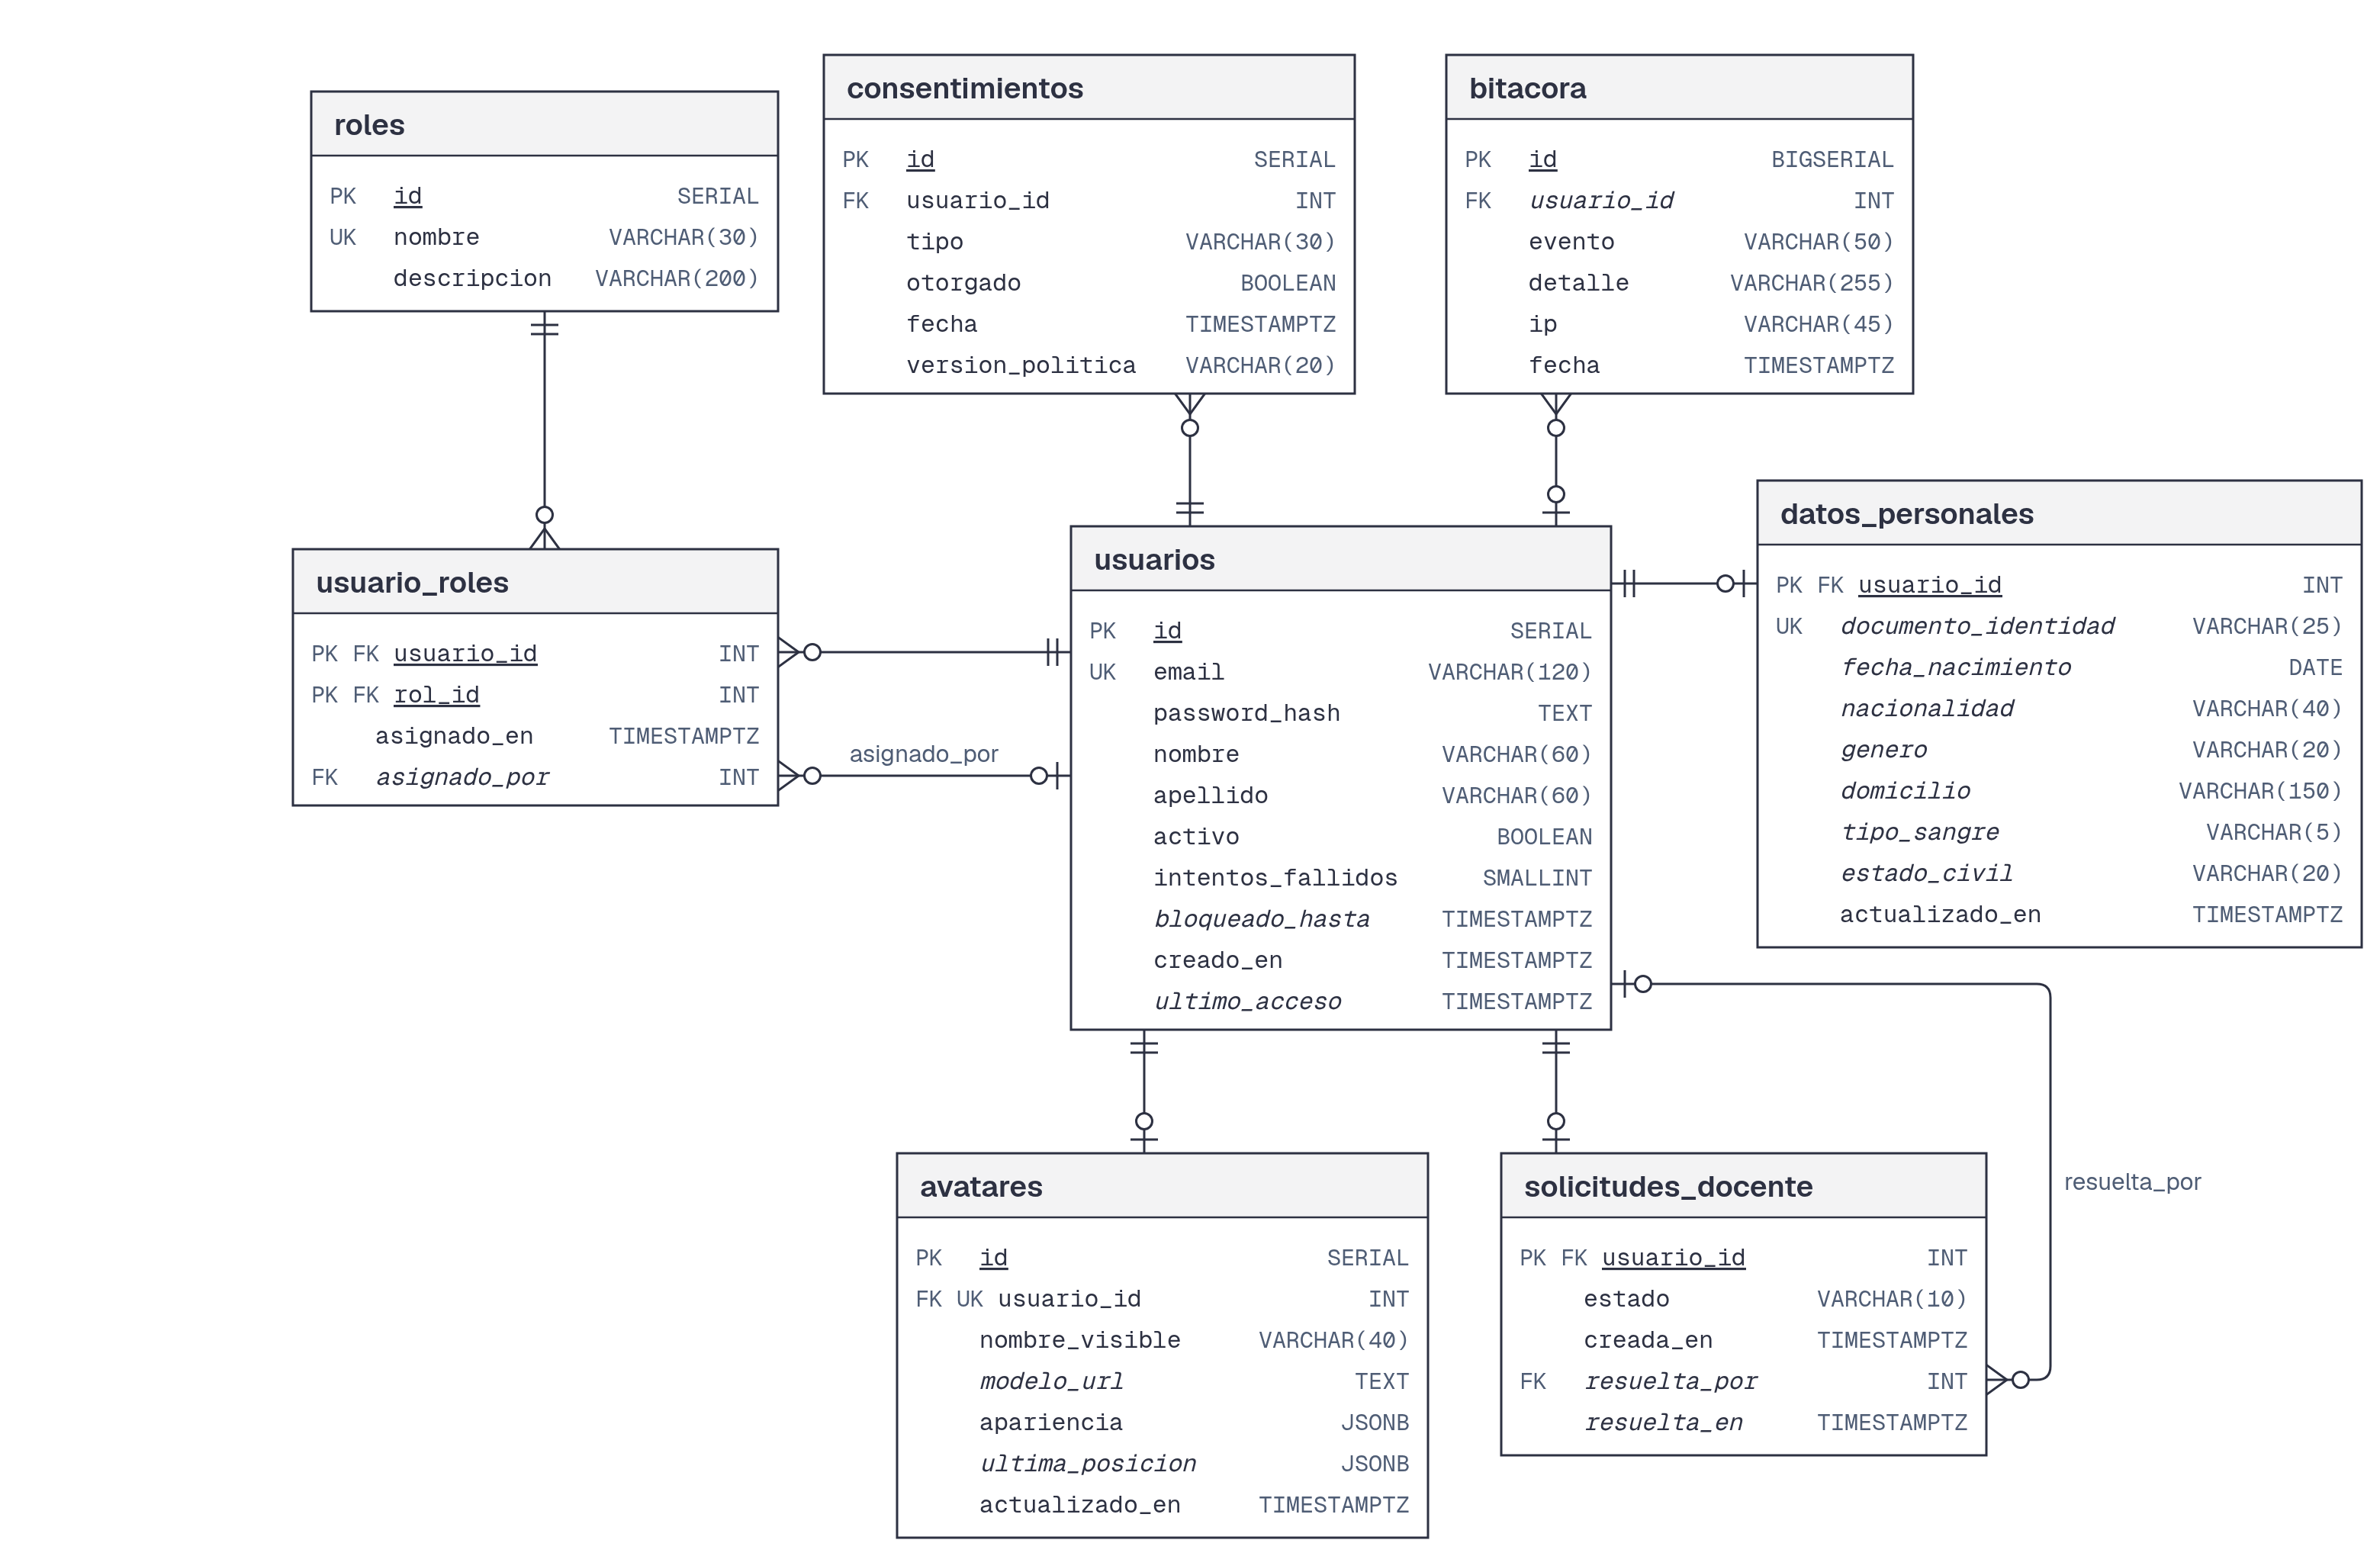 roles
PK id SERIAL
UK nombre VARCHAR(30)
descripcion VARCHAR(200)
consentimientos
PK id SERIAL
FK usuario_id INT
tipo VARCHAR(30)
otorgado BOOLEAN
fecha TIMESTAMPTZ
version_politica VARCHAR(20)
bitacora
PK id BIGSERIAL
FK usuario_id INT
evento VARCHAR(50)
detalle VARCHAR(255)
ip VARCHAR(45)
fecha TIMESTAMPTZ
usuario_roles
PK FK usuario_id INT
PK FK rol_id INT
asignado_en TIMESTAMPTZ
FK asignado_por INT
asignado_por
usuarios
PK id SERIAL
UK email VARCHAR(120)
password_hash TEXT
nombre VARCHAR(60)
apellido VARCHAR(60)
activo BOOLEAN
intentos_fallidos SMALLINT
bloqueado_hasta TIMESTAMPTZ
creado_en TIMESTAMPTZ
ultimo_acceso TIMESTAMPTZ
datos_personales
PK FK usuario_id INT
UK documento_identidad VARCHAR(25)
fecha_nacimiento DATE
nacionalidad VARCHAR(40)
genero VARCHAR(20)
domicilio VARCHAR(150)
tipo_sangre VARCHAR(5)
estado_civil VARCHAR(20)
actualizado_en TIMESTAMPTZ
avatares
PK id SERIAL
FK UK usuario_id INT
nombre_visible VARCHAR(40)
modelo_url TEXT
apariencia JSONB
ultima_posicion JSONB
actualizado_en TIMESTAMPTZ
solicitudes_docente
PK FK usuario_id INT
estado VARCHAR(10)
creada_en TIMESTAMPTZ
FK resuelta_por INT
resuelta_en TIMESTAMPTZ
resuelta_por